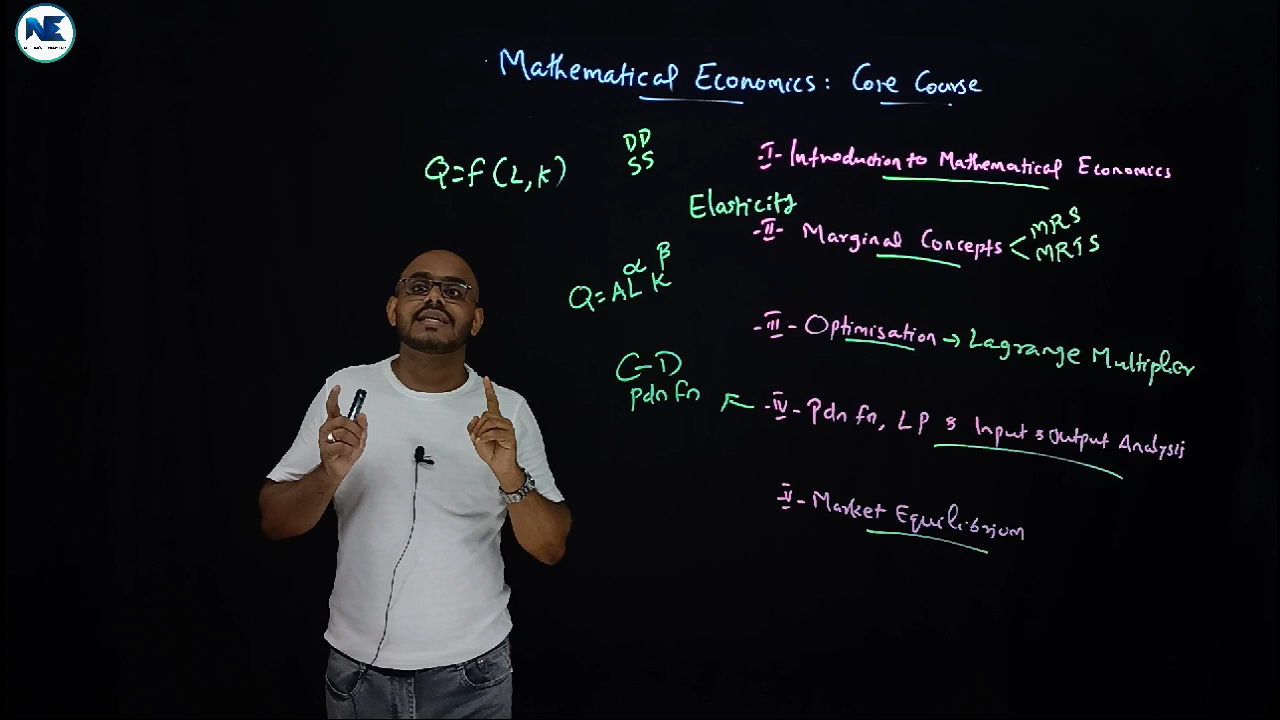 NE
Mathematical Economics: Core Course
DD
SS
Q=f(L,K)
-I- Introduction to Mathematical Economics
Elasticity
-II- Marginal Concepts < MRS
MRTS
Q=AL^α K^β
-III- Optimisation → Lagrange Multiplier
C-D
pdn fn
-IV- Pdn fn, LP & Input & Output Analysis
-V- Market Equilibrium